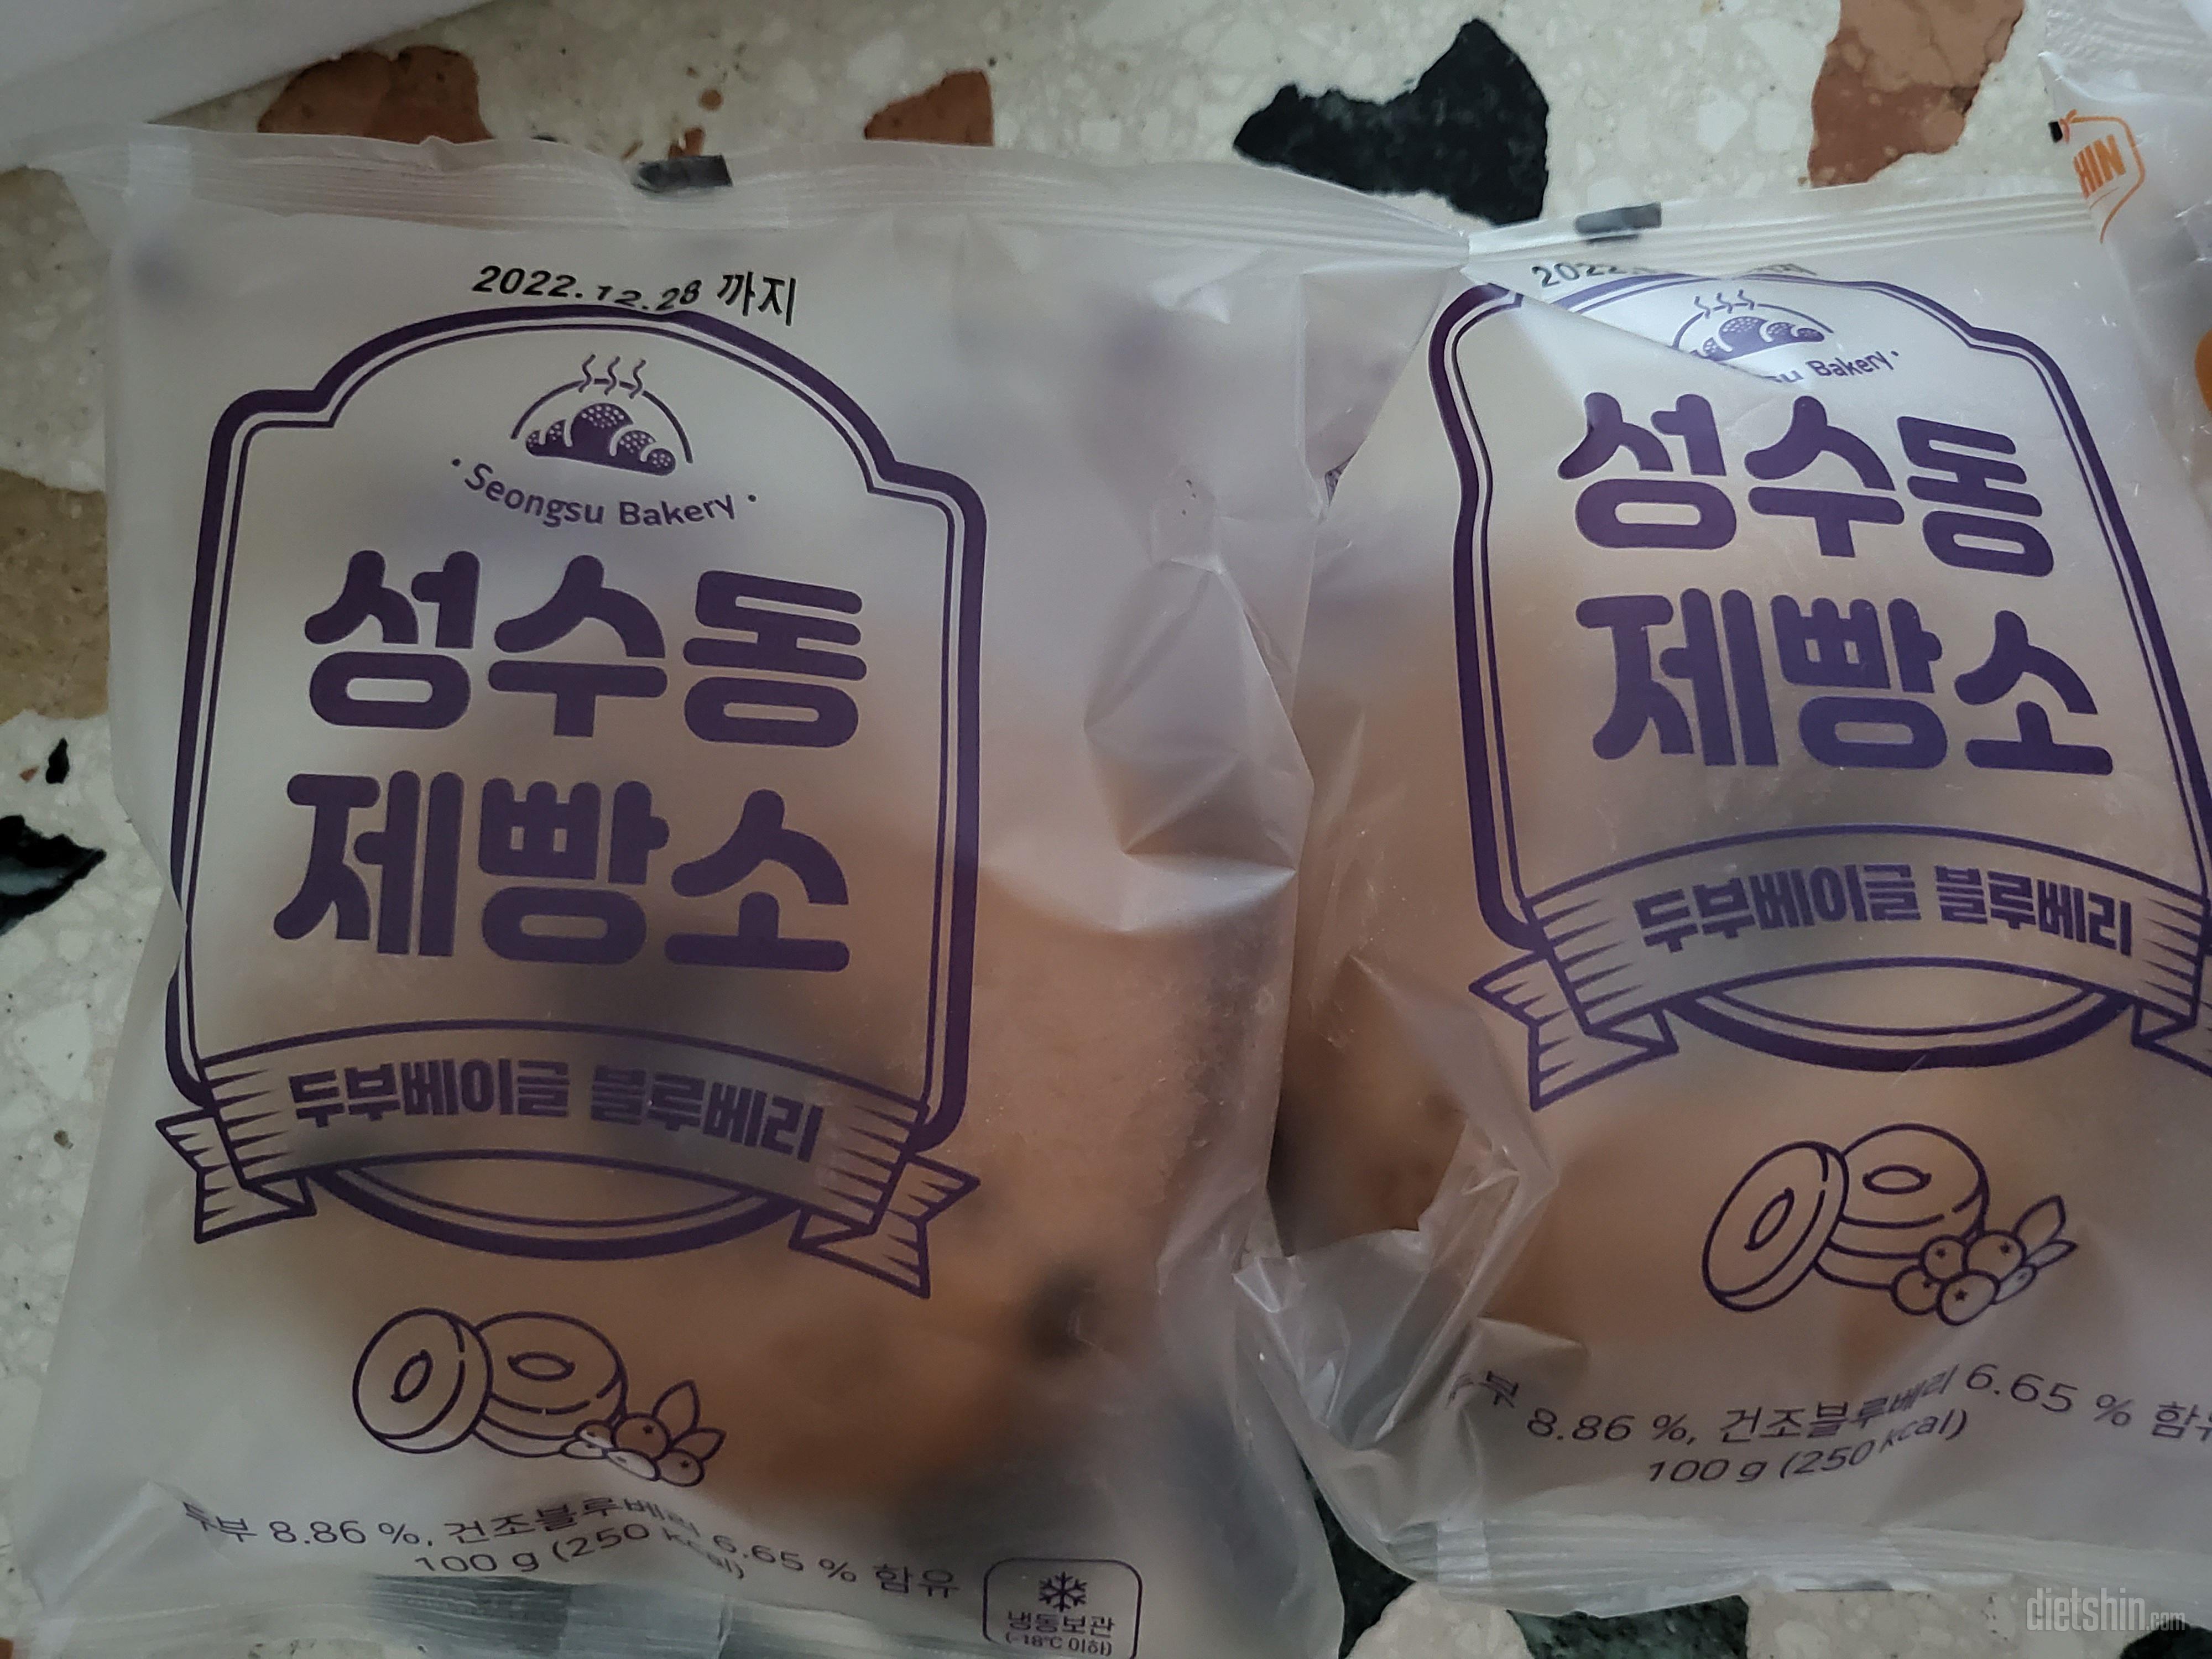 2022.12.28 까지
Seongsu Bakery
성수동
제빵소
두부베이글 블루베리
두부 8.86 %, 건조블루베리 6.65 % 함유
100 g (250 kcal)
냉동보관
(-18℃ 이하)
2022.
Bakery
성수동
제빵소
두부베이글 블루베리
8.86 %, 건조블루베리 6.65 %
100 g (250 kcal)
HIN
dietshin.com